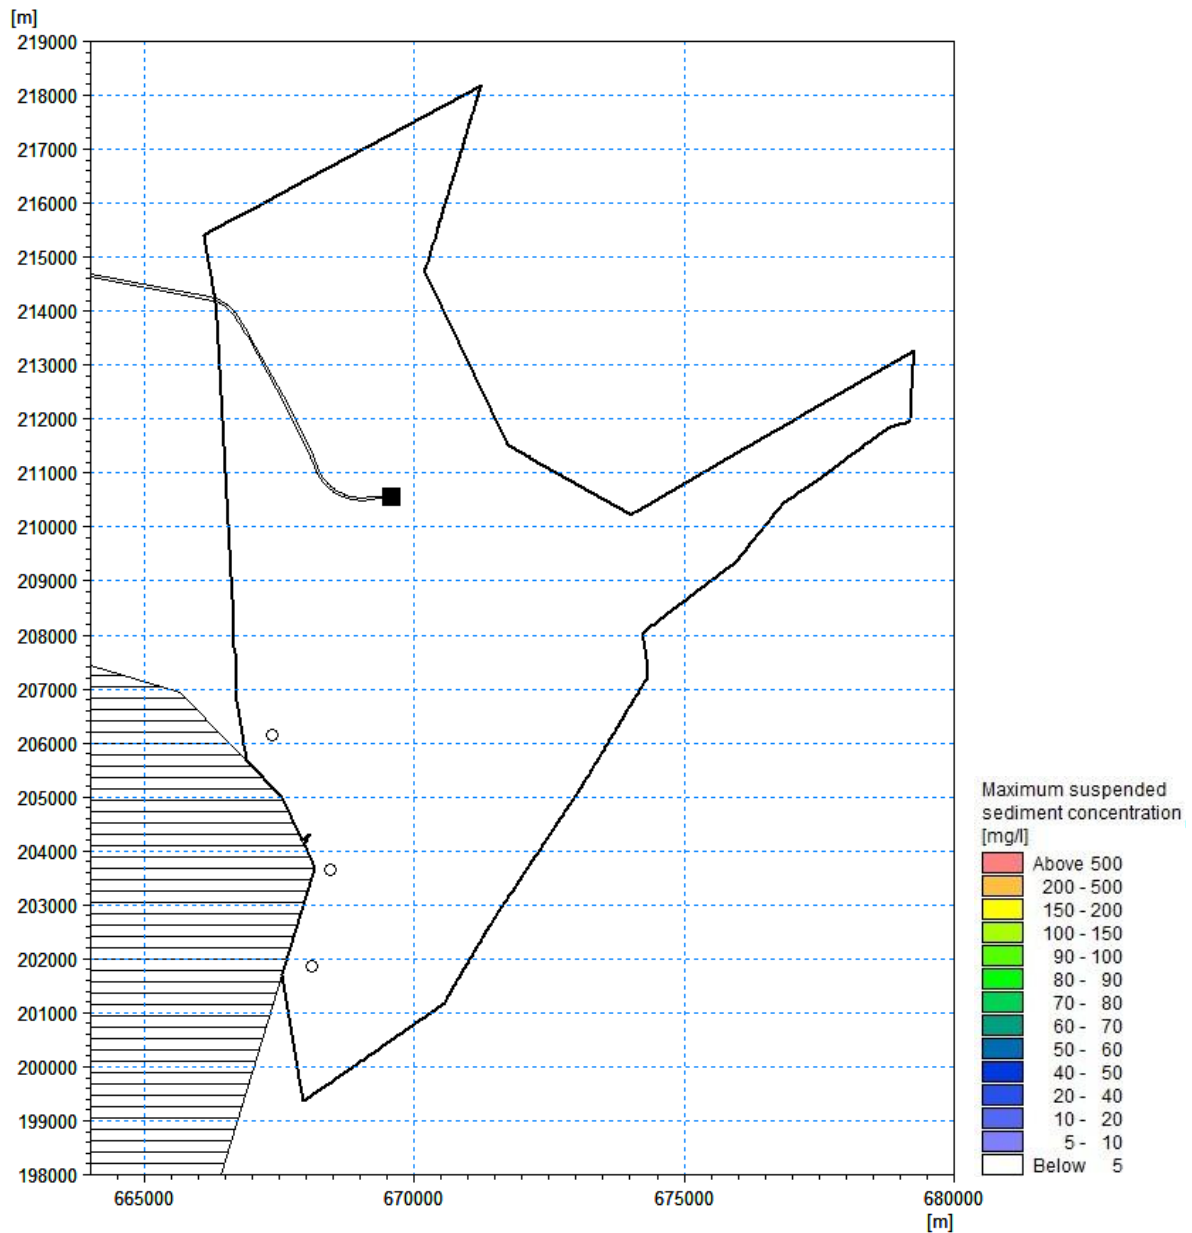 [m]
219000
218000
217000
216000
215000
214000
213000
212000
211000
210000
209000
208000
207000
206000
205000
204000
203000
202000
201000
200000
199000
198000
665000 670000 675000 680000
[m]
Maximum suspended
sediment concentration
[mg/l]
Above 500
200 - 500
150 - 200
100 - 150
90 - 100
80 - 90
70 - 80
60 - 70
50 - 60
40 - 50
20 - 40
10 - 20
5 - 10
Below 5